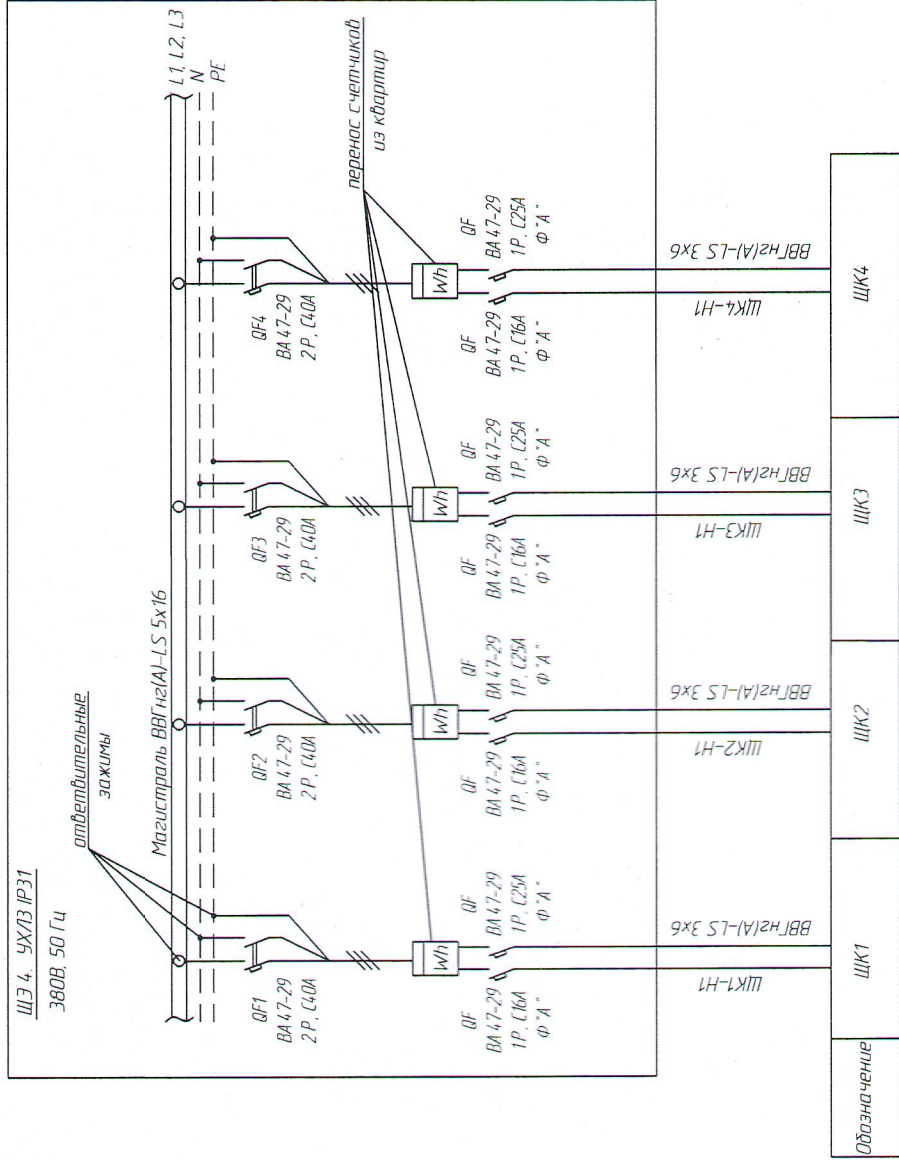 ЩЭ 4. УХЛ3 IP31
380В, 50 Гц
ответвительные
зажимы
Магистраль ВВГнг(А)-LS 5х16
L1, L2, L3
N
PE
QF1
ВА 47-29
2 Р, С40А
QF2
ВА 47-29
2 Р, С40А
QF3
ВА 47-29
2 Р, С40А
QF4
ВА 47-29
2 Р, С40А
перенос счетчиков
из квартир
Wh
Wh
Wh
Wh
QF
ВА 47-29
1Р, С16А
Ф "А"
QF
ВА 47-29
1Р, С25А
Ф "А"
QF
ВА 47-29
1Р, С16А
Ф "А"
QF
ВА 47-29
1Р, С25А
Ф "А"
QF
ВА 47-29
1Р, С16А
Ф "А"
QF
ВА 47-29
1Р, С25А
Ф "А"
QF
ВА 47-29
1Р, С16А
Ф "А"
QF
ВА 47-29
1Р, С25А
Ф "А"
ЩК1-Н1
ВВГнг(А)-LS 3х6
ЩК2-Н1
ВВГнг(А)-LS 3х6
ЩК3-Н1
ВВГнг(А)-LS 3х6
ЩК4-Н1
ВВГнг(А)-LS 3х6
Обозначение
ЩК1
ЩК2
ЩК3
ЩК4